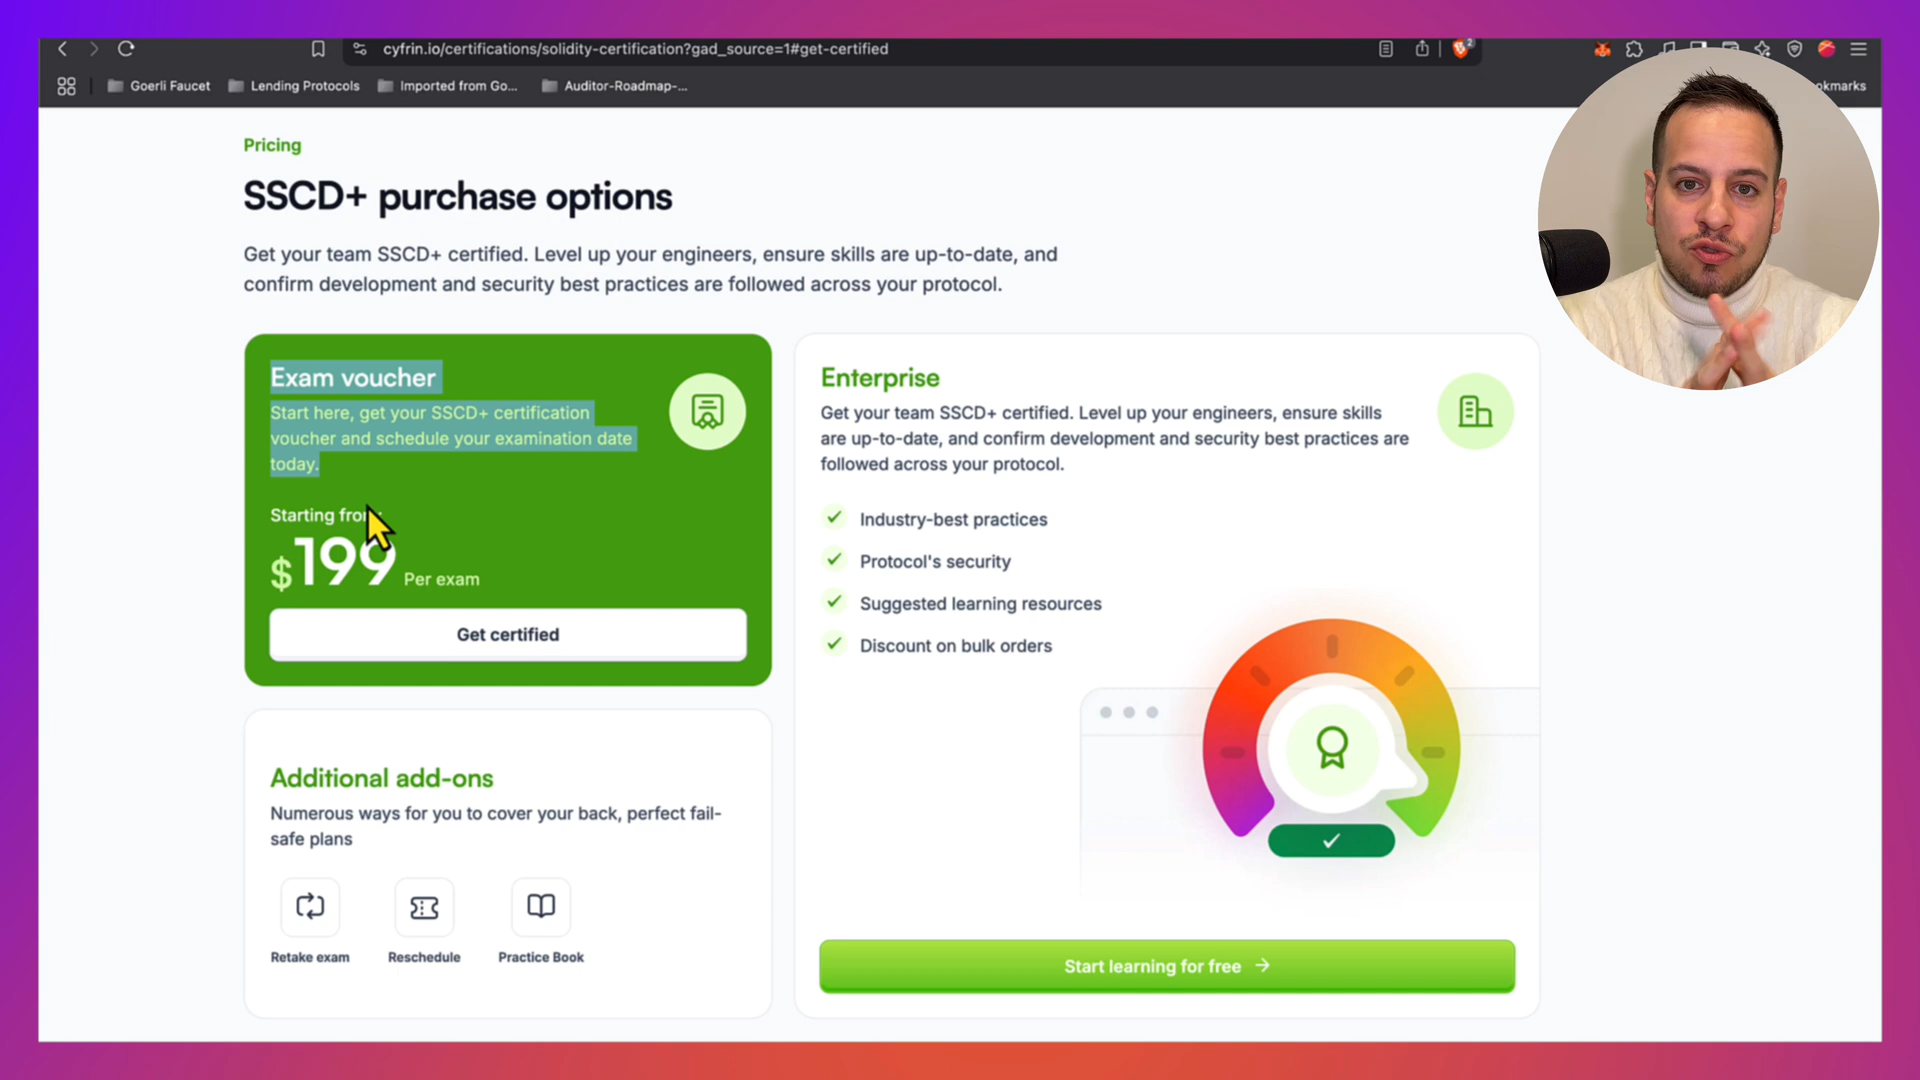 cyfrin.io/certifications/solidity-certification?gad_source=1#get-certified
2
Goerli Faucet
Lending Protocols
Imported from Go...
Auditor-Roadmap-...
Pricing
SSCD+ purchase options
Get your team SSCD+ certified. Level up your engineers, ensure skills are up-to-date, and
confirm development and security best practices are followed across your protocol.
Exam voucher
Start here, get your SSCD+ certification
voucher and schedule your examination date
today.
Starting
$199 Per exam
Get certified
Additional add-ons
Numerous ways for you to cover your back, perfect fail-
safe plans
Retake exam
Reschedule
Practice Book
Enterprise
Get your team SSCD+ certified. Level up your engineers, ensure skills
are up-to-date, and confirm development and security best practices are
followed across your protocol.
Industry-best practices
Protocol's security
Suggested learning resources
Discount on bulk orders
Start learning for free